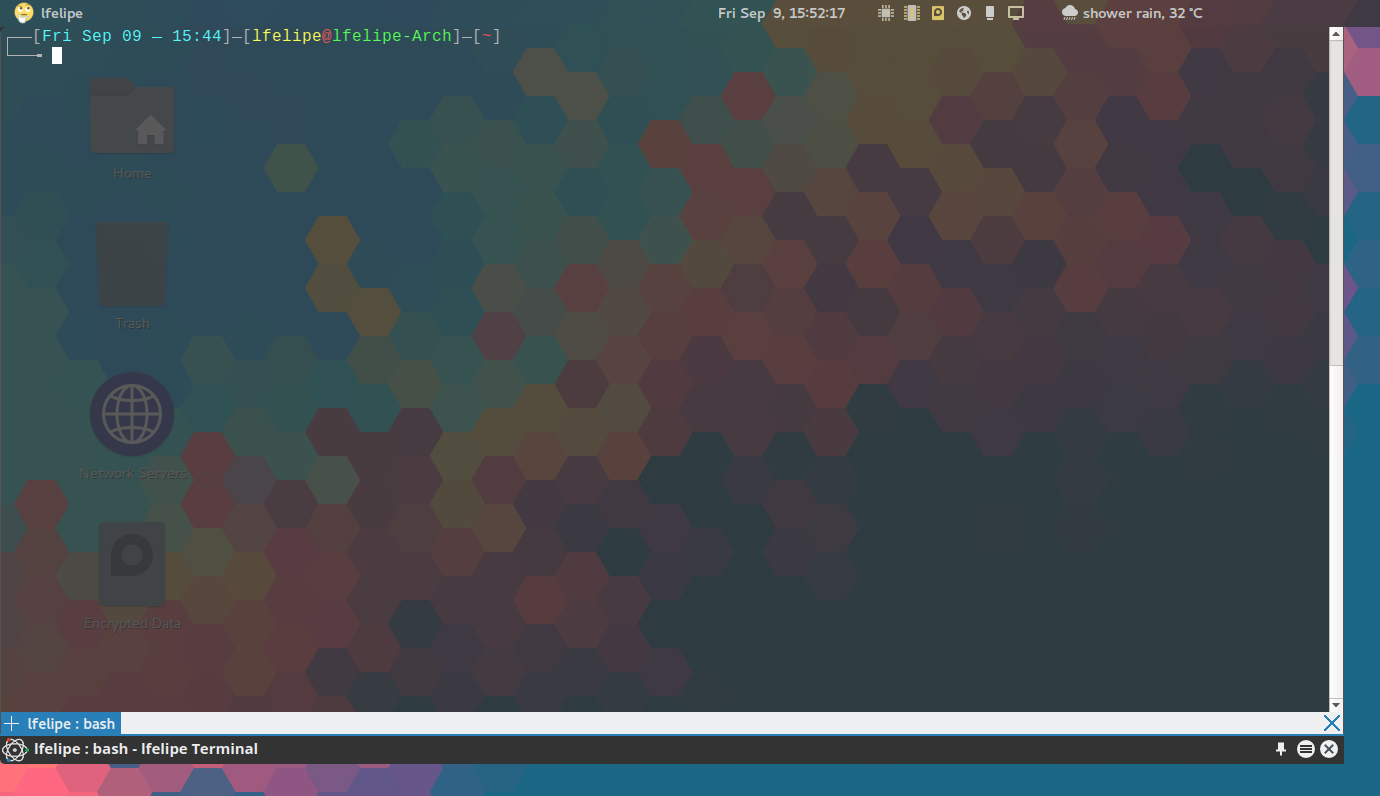 lfelipe
Fri Sep  9, 15:52:17
shower rain, 32 °C
[Fri Sep 09 – 15:44]–[lfelipe@lfelipe-Arch]–[~]
Home
Trash
Network Servers
Encrypted Data
lfelipe : bash
lfelipe : bash - lfelipe Terminal